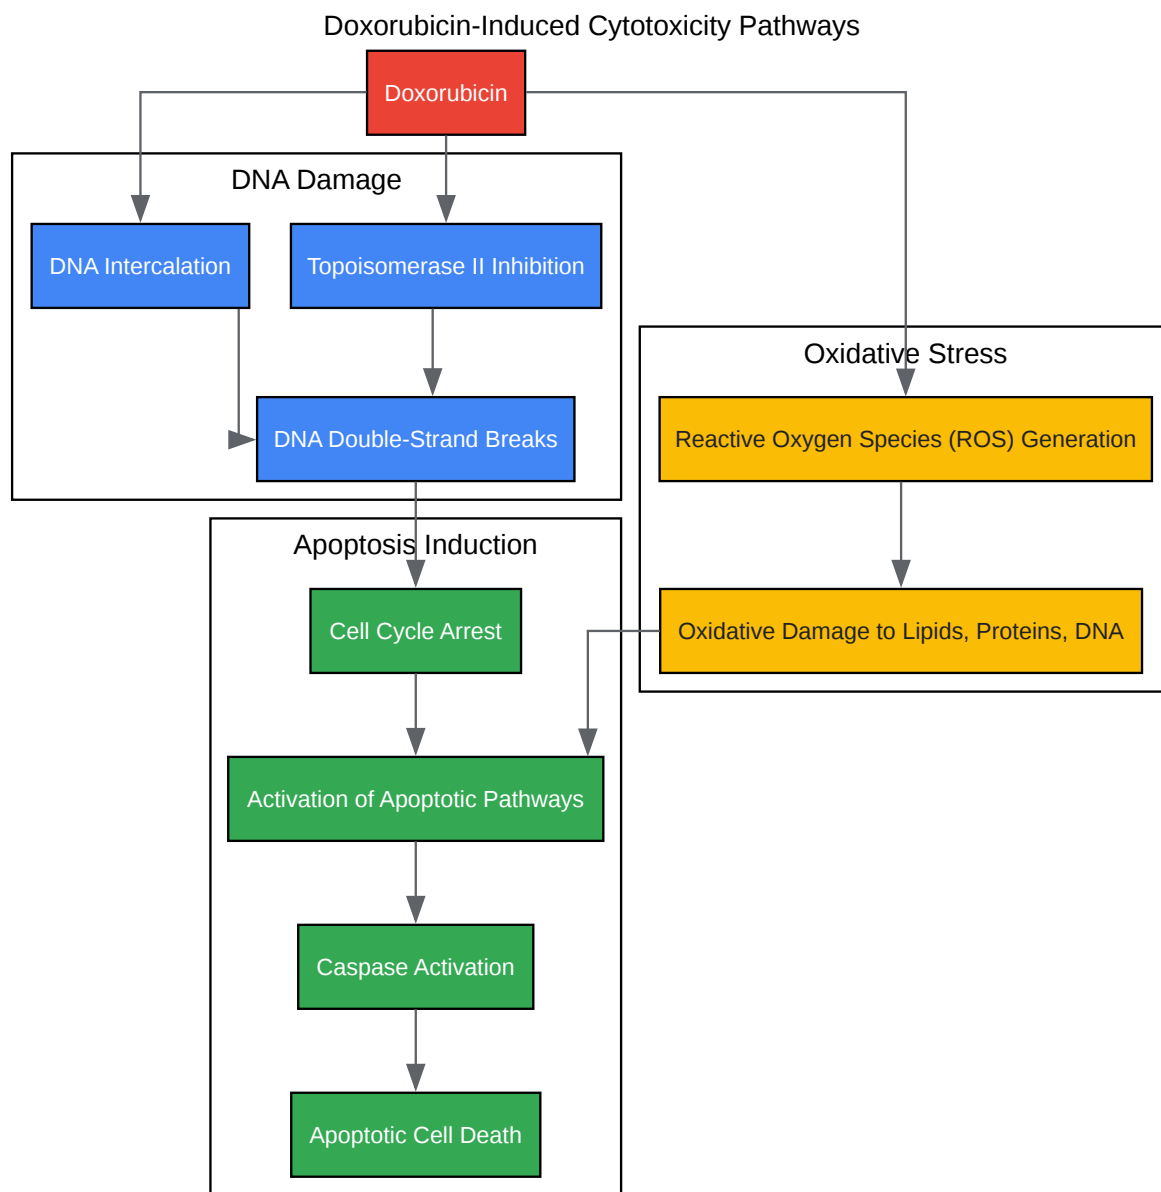 Doxorubicin-Induced Cytotoxicity Pathways
Doxorubicin
DNA Damage
DNA Intercalation
Topoisomerase II Inhibition
DNA Double-Strand Breaks
Oxidative Stress
Reactive Oxygen Species (ROS) Generation
Oxidative Damage to Lipids, Proteins, DNA
Apoptosis Induction
Cell Cycle Arrest
Activation of Apoptotic Pathways
Caspase Activation
Apoptotic Cell Death